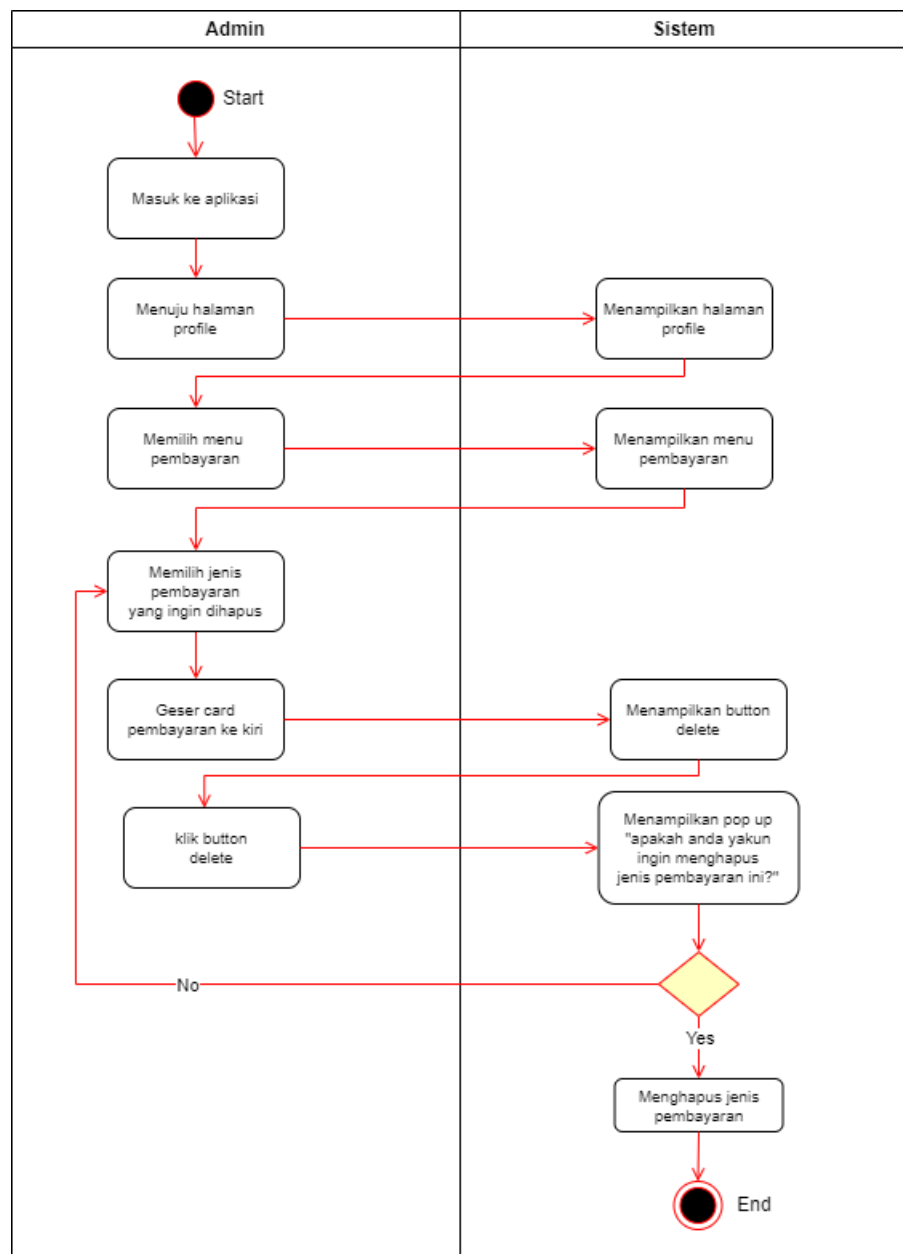 Admin
Sistem
Start
Masuk ke aplikasi
Menuju halaman
profile
Menampilkan halaman
profile
Memilih menu
pembayaran
Menampilkan menu
pembayaran
Memilih jenis
pembayaran
yang ingin dihapus
Geser card
pembayaran ke kiri
Menampilkan button
delete
klik button
delete
Menampilkan pop up
"apakah anda yakun
ingin menghapus
jenis pembayaran ini?"
No
Yes
Menghapus jenis
pembayaran
End